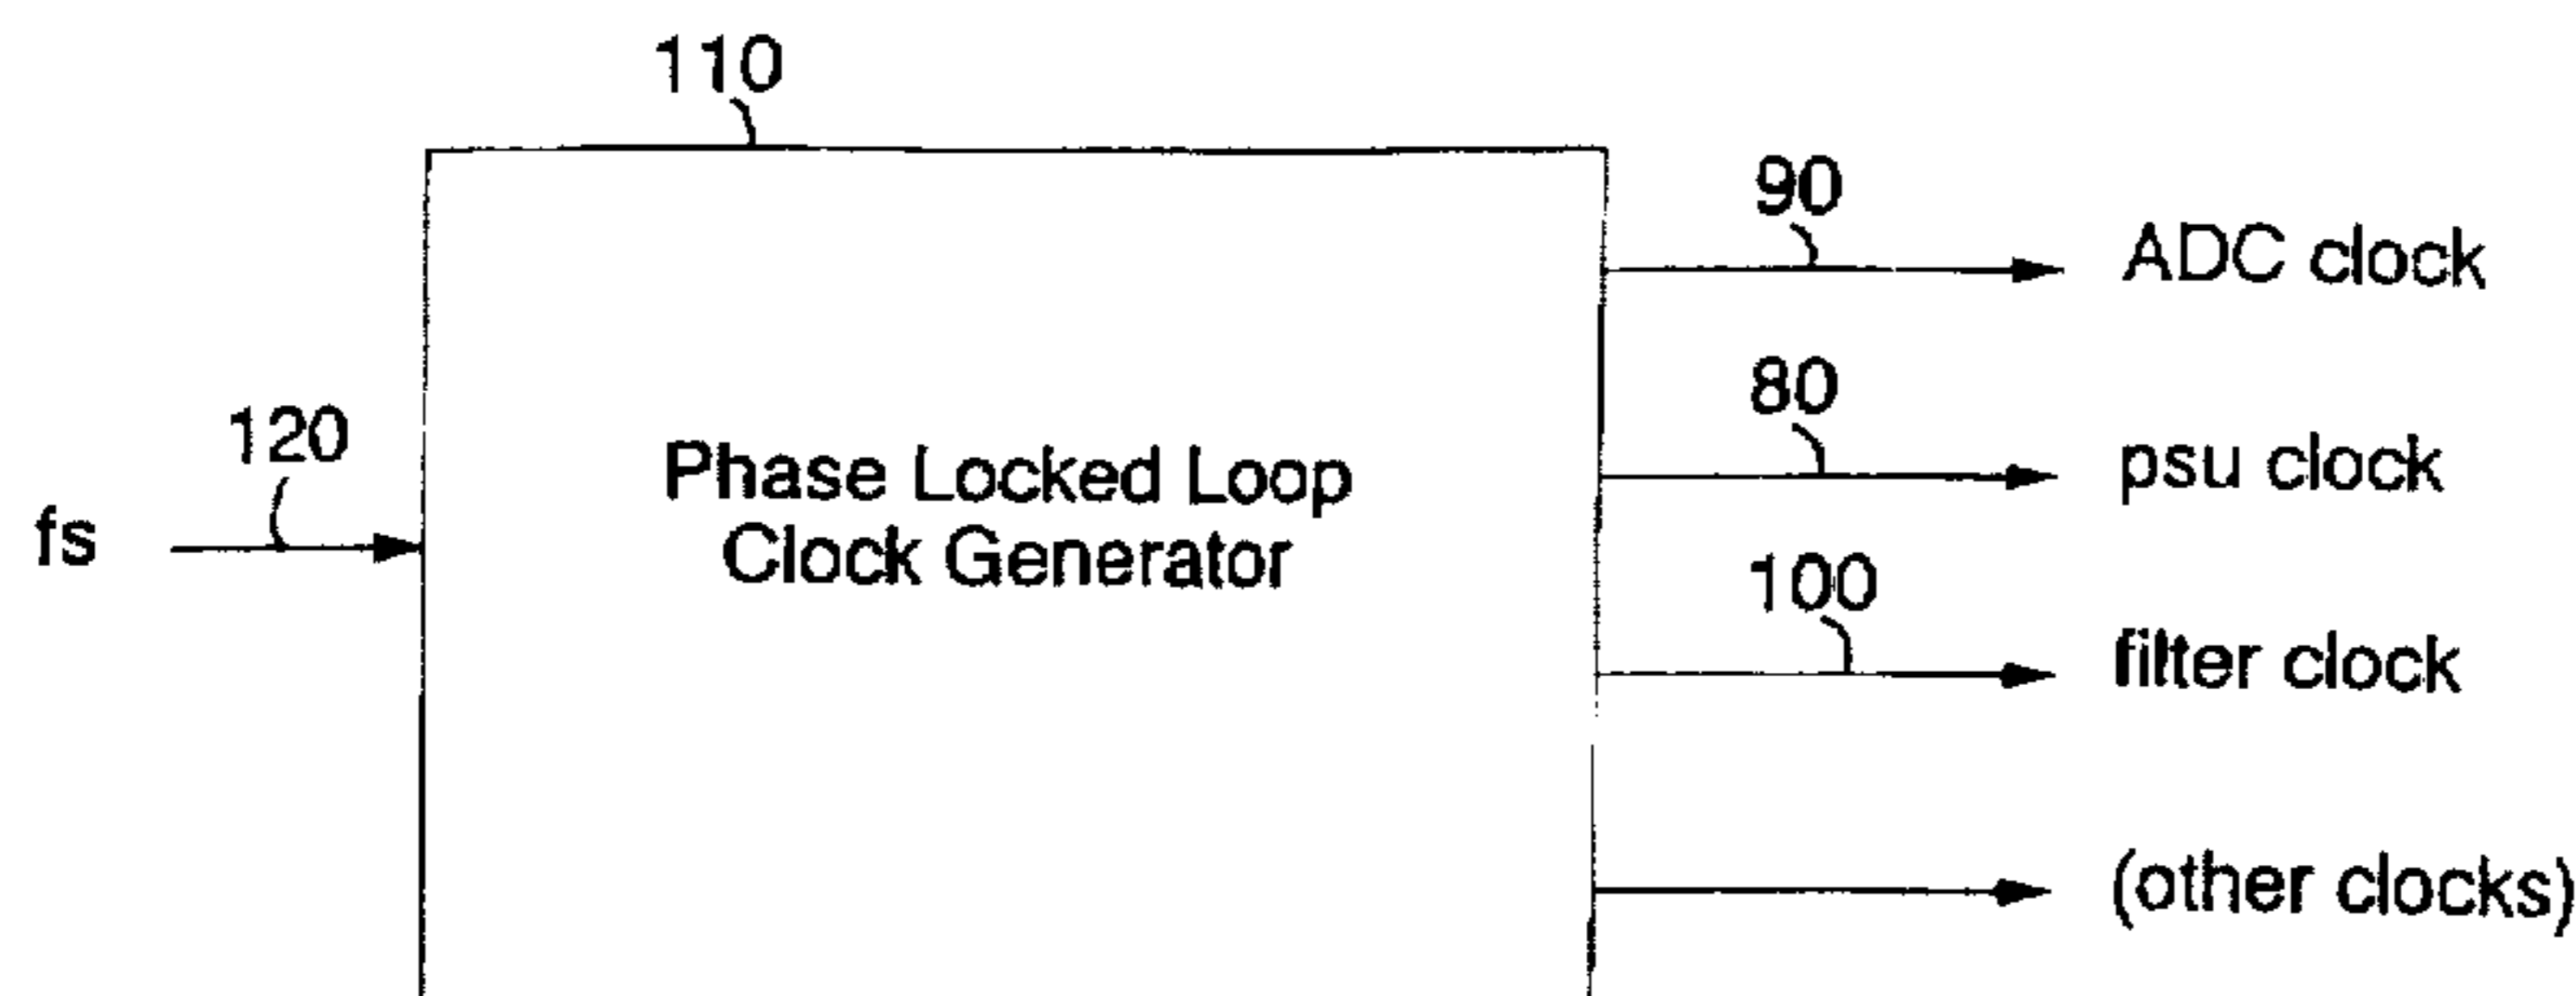 110
90
ADC clock
80
psu clock
120
fs
Phase Locked Loop
Clock Generator
100
filter clock
(other clocks)